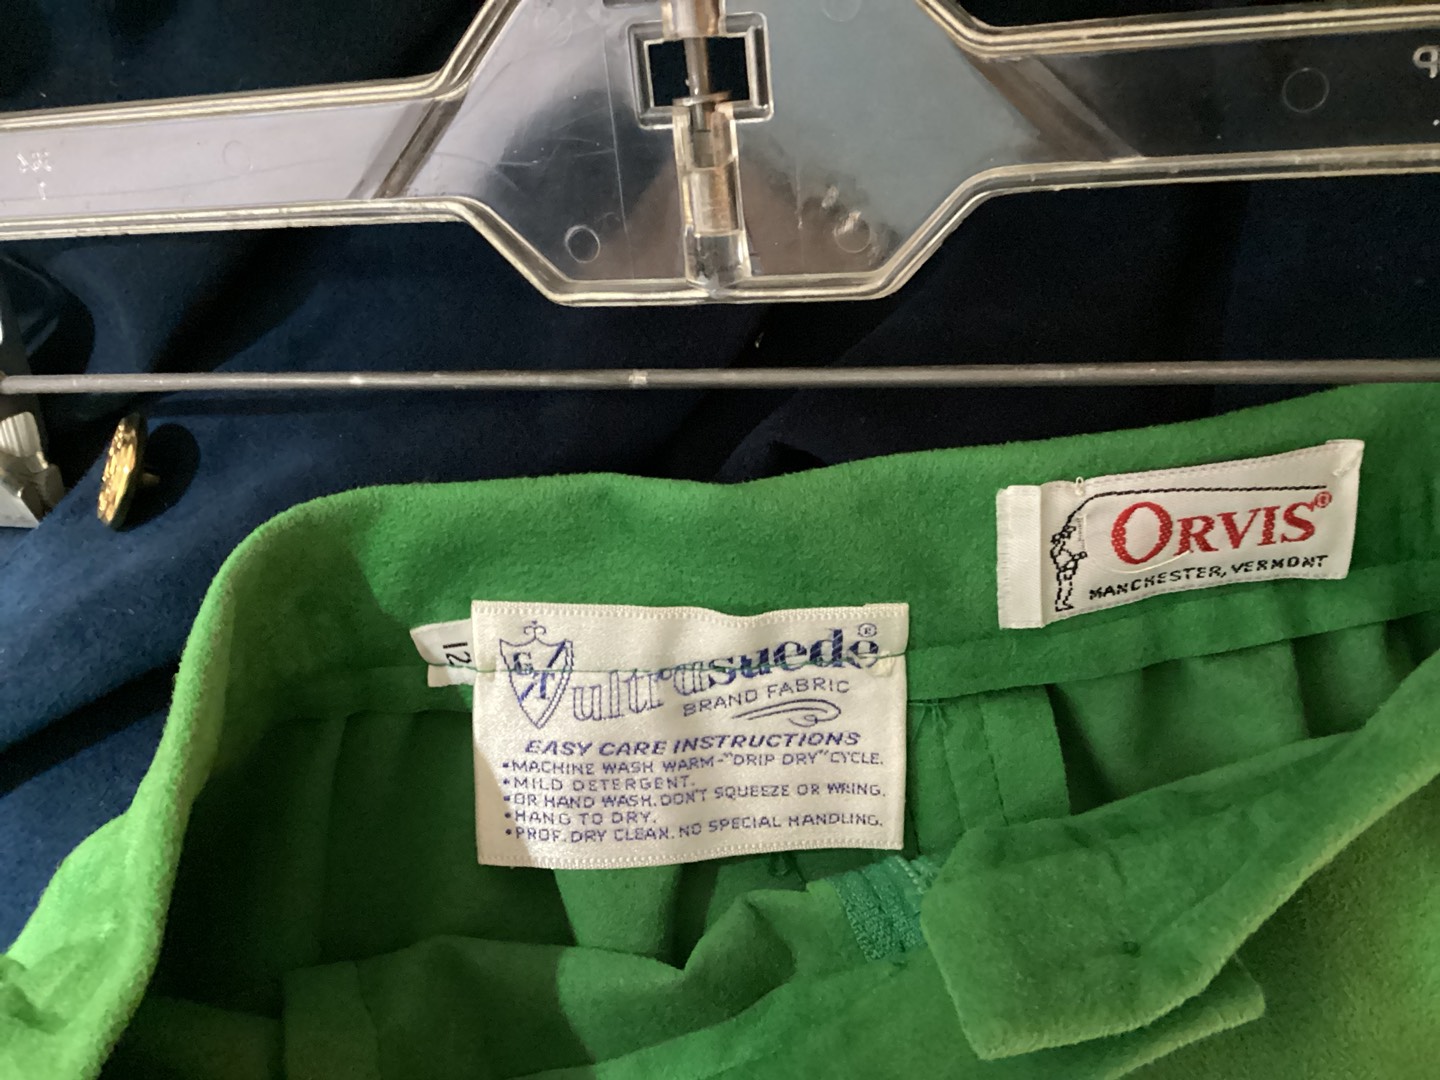 ORVIS®
MANCHESTER, VERMONT
12
GT
ultrasuede®
BRAND FABRIC
EASY CARE INSTRUCTIONS
•MACHINE WASH WARM-"DRIP DRY" CYCLE.
•MILD DETERGENT.
•OR HAND WASH. DON'T SQUEEZE OR WRING.
•HANG TO DRY.
•PROF. DRY CLEAN. NO SPECIAL HANDLING.